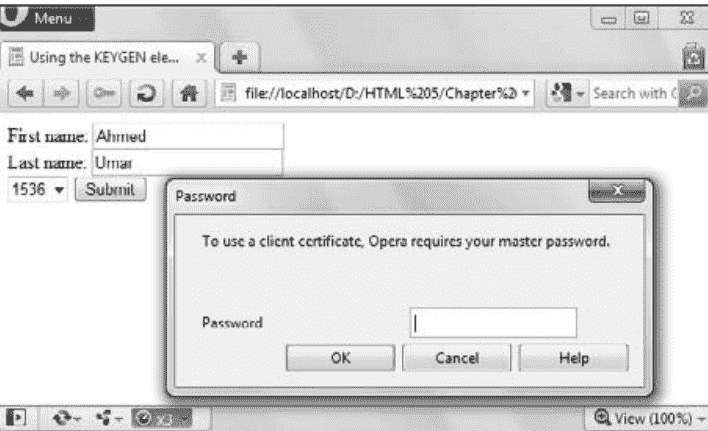 Menu
Using the KEYGEN ele...
file://localhost/D:/HTML%205/Chapter%2
Search with G
First name: Ahmed
Last name: Umar
1536 Submit
Password
To use a client certificate, Opera requires your master password.
Password
OK Cancel Help
x3
View (100%)